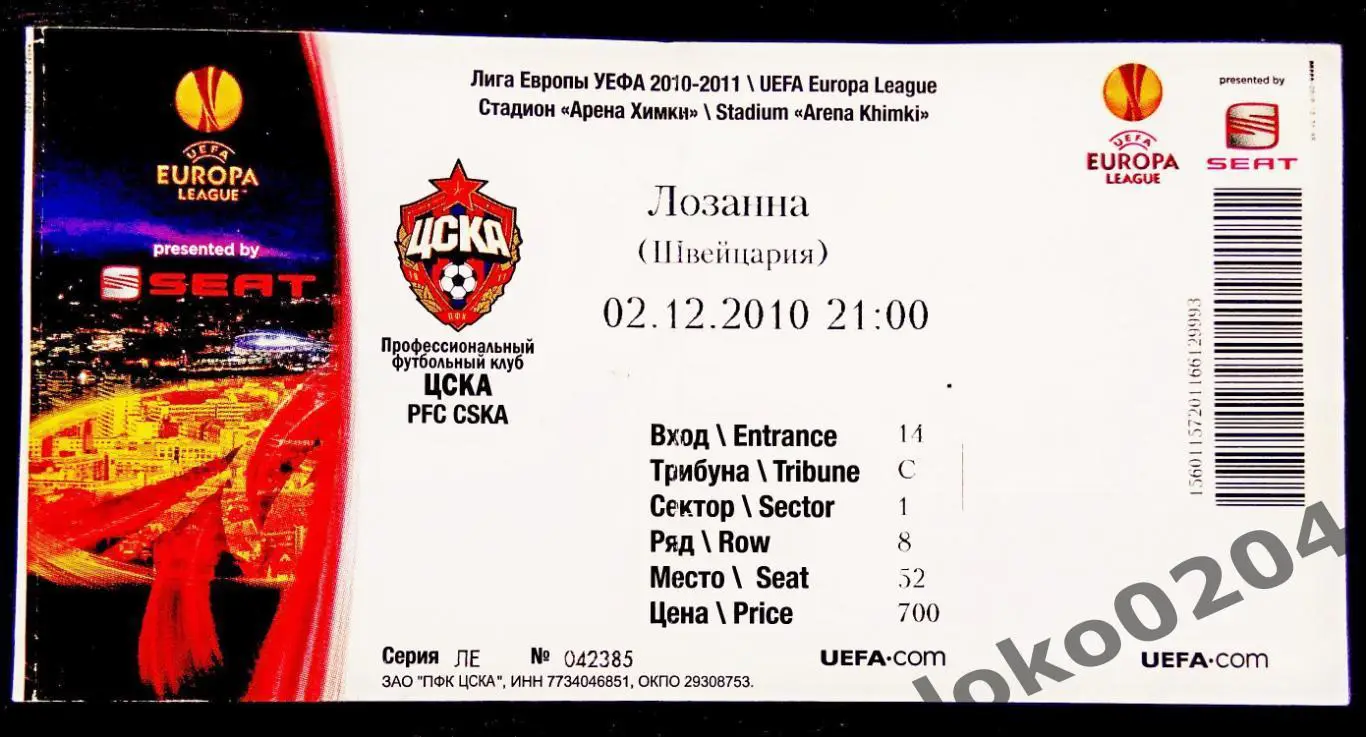 UEFA
EUROPA
LEAGUE
presented by
SEAT
Лига Европы УЕФА 2010-2011 \ UEFA Europa League
Стадион «Арена Химки» \ Stadium «Arena Khimki»
UEFA
EUROPA
LEAGUE
presented by
SEAT
ЦСКА
ПФК
Профессиональный
футбольный клуб
ЦСКА
PFC CSKA
Лозанна
(Швейцария)
02.12.2010 21:00
Вход \ Entrance 14
Трибуна \ Tribune C
Сектор \ Sector 1
Ряд \ Row 8
Место \ Seat 52
Цена \ Price 700
Серия ЛЕ № 042385
ЗАО "ПФК ЦСКА", ИНН 7734046851, ОКПО 29308753.
UEFA.com
UEFA.com
15601157201166129993
loko0204